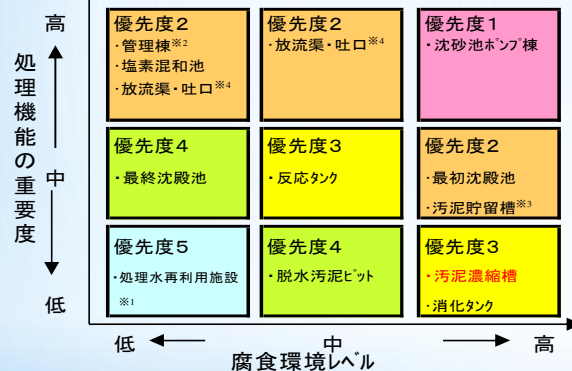 高
処理機能の重要度
中
低
優先度2
・管理棟※2
・塩素混和池
・放流渠・吐口※4
優先度2
・放流渠・吐口※4
優先度1
・沈砂池ポンプ棟
優先度4
・最終沈殿池
優先度3
・反応タンク
優先度2
・最初沈殿池
・汚泥貯留槽※3
優先度5
・処理水再利用施設
※1
優先度4
・脱水汚泥ピット
優先度3
・汚泥濃縮槽
・消化タンク
低
中
高
腐食環境レベル